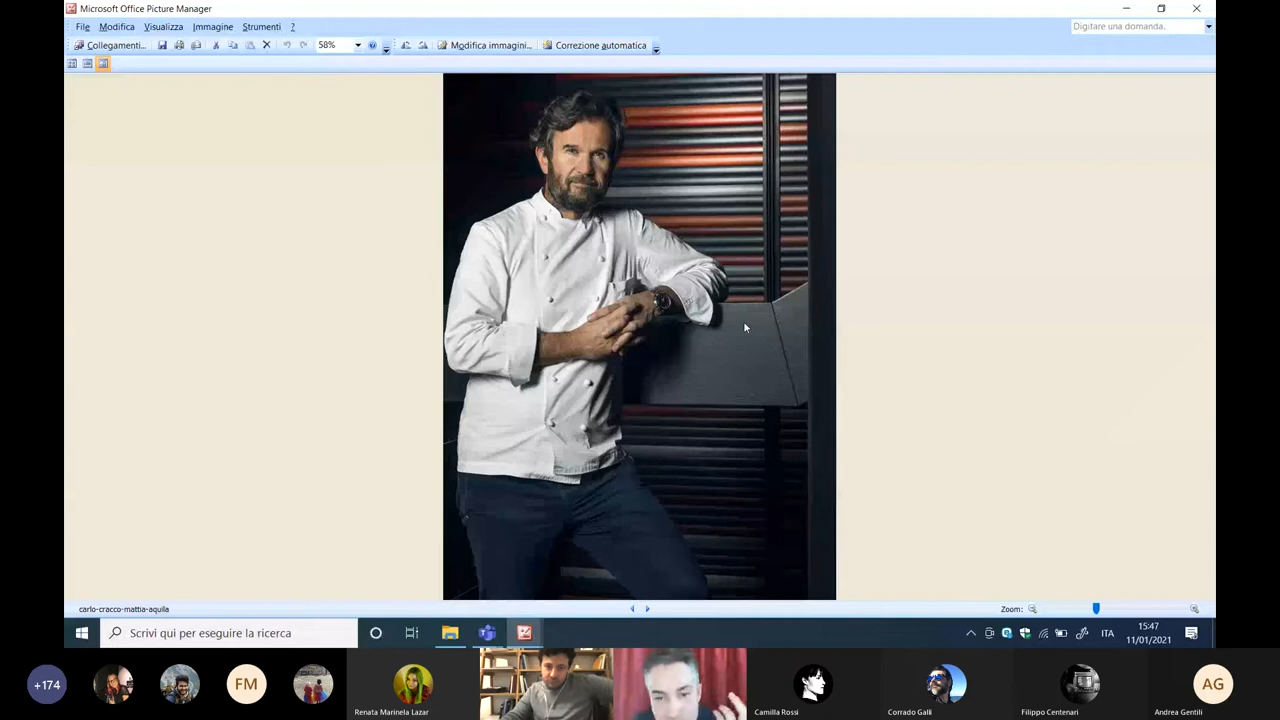 Microsoft Office Picture Manager
File Modifica Visualizza Immagine Strumenti ?
Digitare una domanda.
Collegamenti... 58% Modifica immagini... Correzione automatica
carlo-cracco-mattia-aquila
Zoom:
Scrivi qui per eseguire la ricerca
ITA
15:47
11/01/2021
+174
FM
AG
Renata Marinela Lazar
Camilla Rossi
Corrado Galli
Filippo Centenari
Andrea Gentili